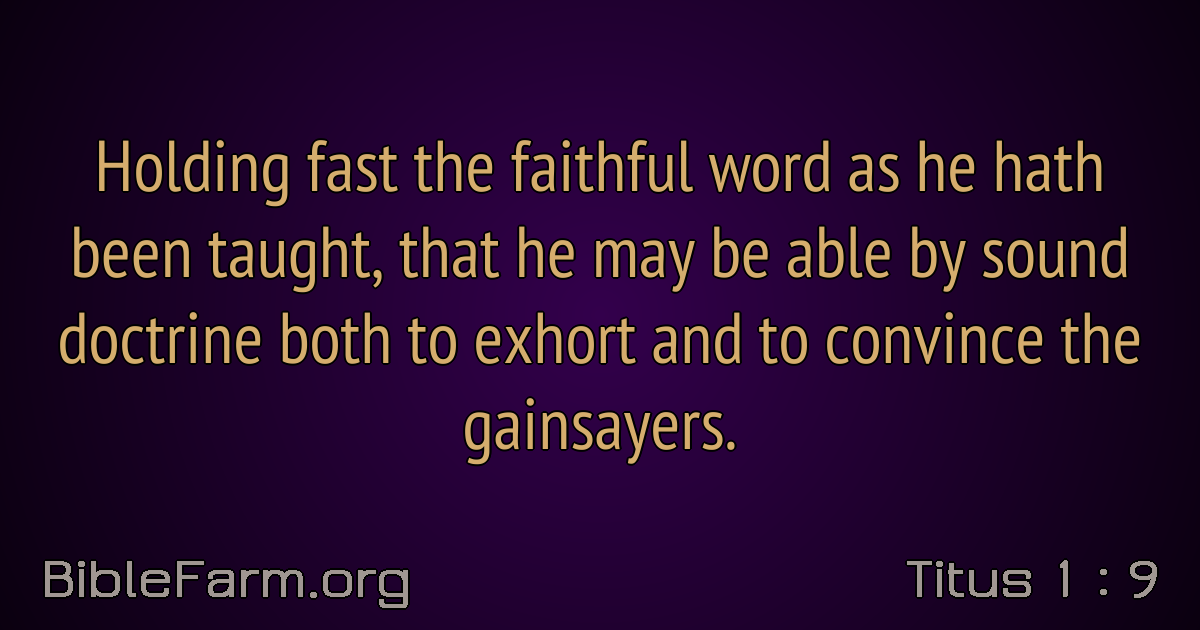 Holding fast the faithful word as he hath
been taught, that he may be able by sound
doctrine both to exhort and to convince the
gainsayers.
BibleFarm.org
Titus 1 : 9